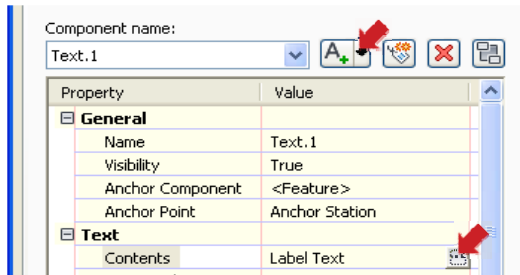 Component name:
Text.1
Property Value
General
Name Text.1
Visibility True
Anchor Component <Feature>
Anchor Point Anchor Station
Text
Contents Label Text